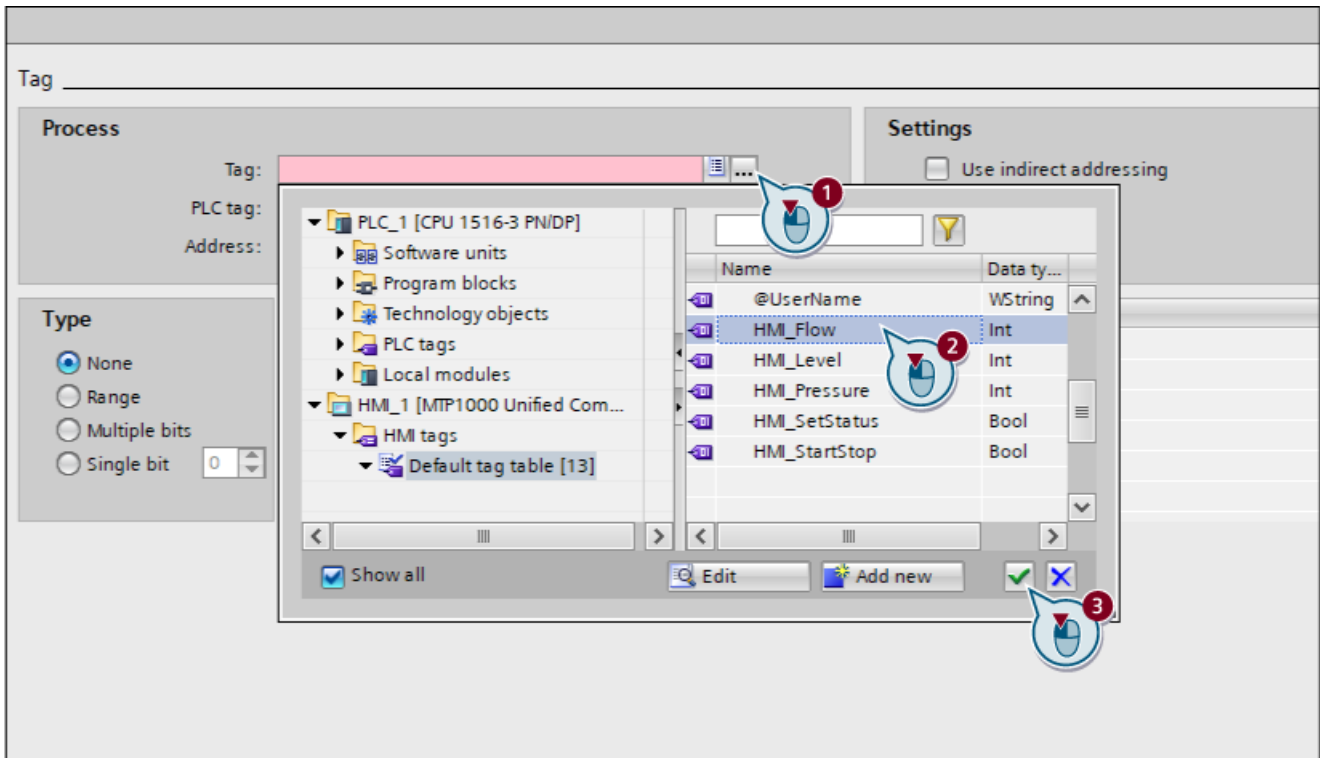 Tag
Process
Settings
Tag:
...
1
Use indirect addressing
PLC tag:
Address:
PLC_1 [CPU 1516-3 PN/DP]
Software units
Program blocks
Technology objects
PLC tags
Local modules
HMI_1 [MTP1000 Unified Com...
HMI tags
Default tag table [13]
Name Data ty...
@UserName WString
HMI_Flow Int
2
HMI_Level Int
HMI_Pressure Int
HMI_SetStatus Bool
HMI_StartStop Bool
Type
None
Range
Multiple bits
Single bit 0
Show all
Edit
Add new
3